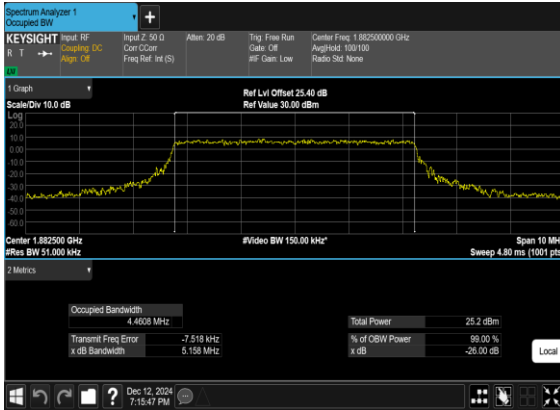 Spectrum Analyzer 1
Occupied BW
+
KEYSIGHT
R T
Input: RF
Coupling: DC
Align: Off
Input Z: 50 Ω
Corr CCorr
Freq Ref: Int (S)
Atten: 20 dB
Trig: Free Run
Gate: Off
#IF Gain: Low
Center Freq: 1.882500000 GHz
Avg|Hold: 100/100
Radio Std: None
1 Graph
Scale/Div 10.0 dB
Ref Lvl Offset 25.40 dB
Ref Value 30.00 dBm
Log
20.0
10.0
0.00
-10.0
-20.0
-30.0
-40.0
-50.0
-60.0
Center 1.882500 GHz
#Res BW 51.000 kHz
#Video BW 150.00 kHz*
Span 10 MH
Sweep 4.80 ms (1001 pts
2 Metrics
Occupied Bandwidth
4.4608 MHz
Transmit Freq Error -7.518 kHz
x dB Bandwidth 5.158 MHz
Total Power 25.2 dBm
% of OBW Power 99.00 %
x dB -26.00 dB
Local
?
Dec 12, 2024
7:15:47 PM